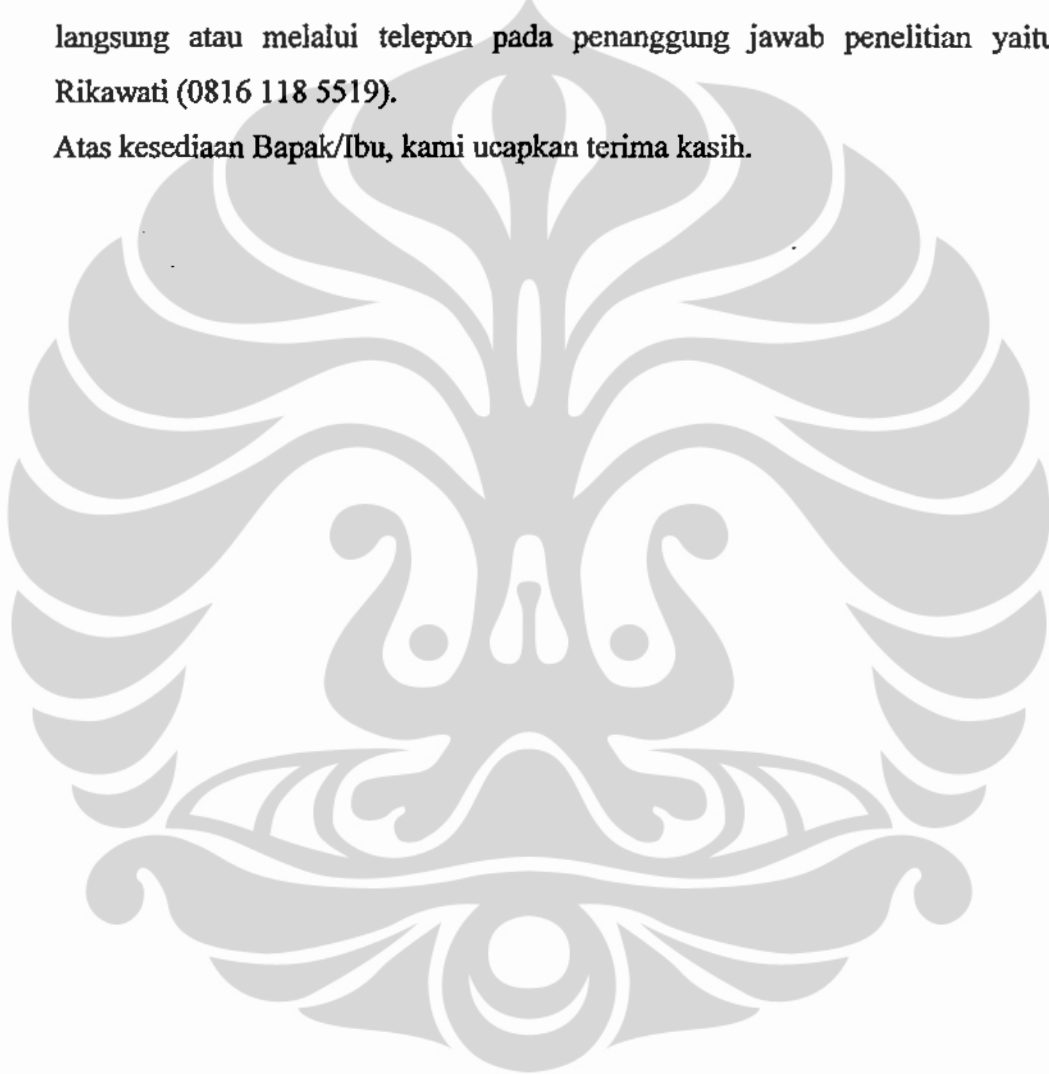 langsung atau melalui telepon pada penanggung jawab penelitian yaitu
Rikawati (0816 118 5519).
Atas kesediaan Bapak/Ibu, kami ucapkan terima kasih.